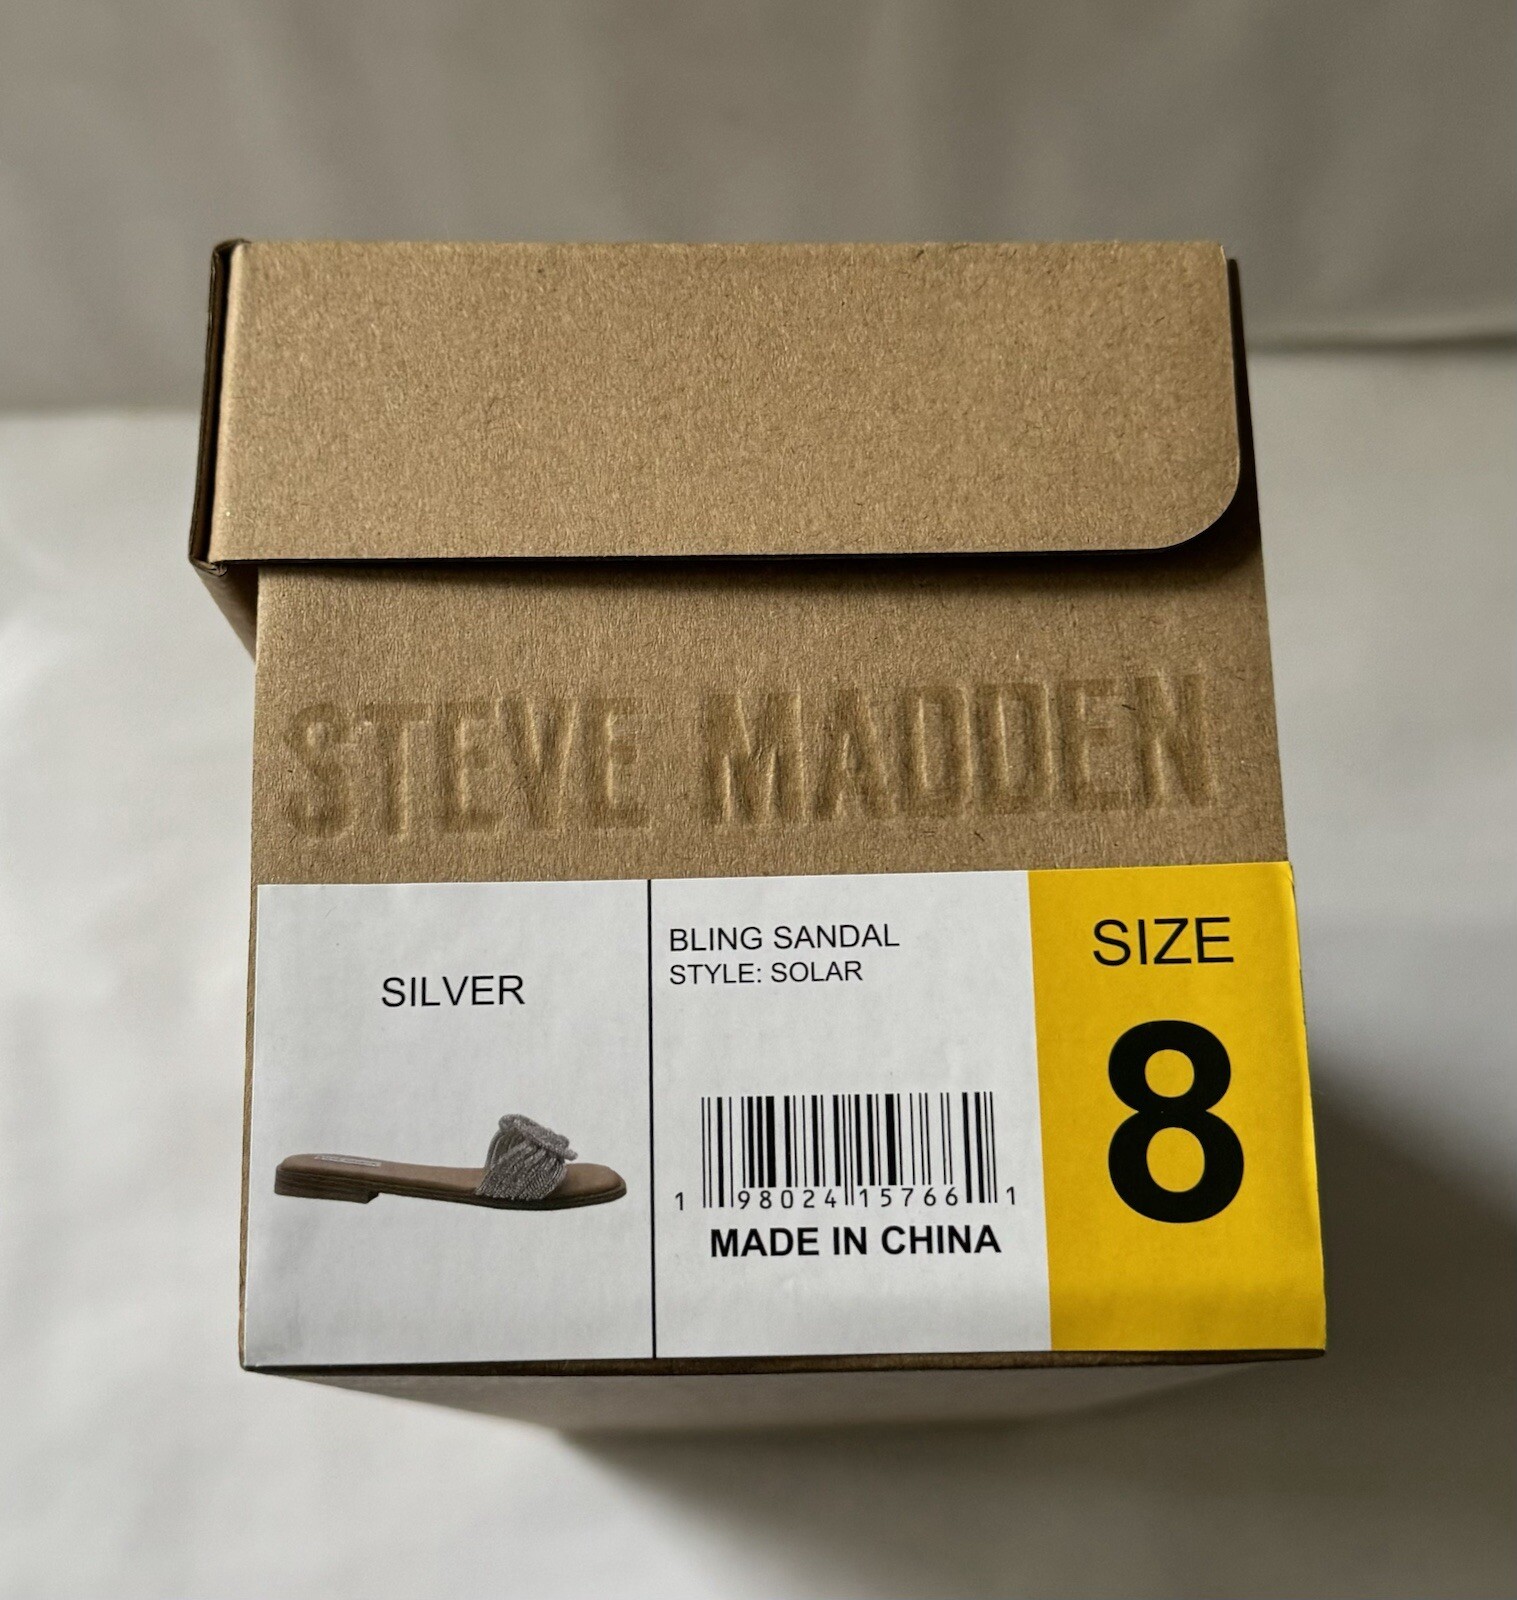 STEVE MADDEN
SILVER
BLING SANDAL
STYLE: SOLAR
1 98024 15766 1
MADE IN CHINA
SIZE
8